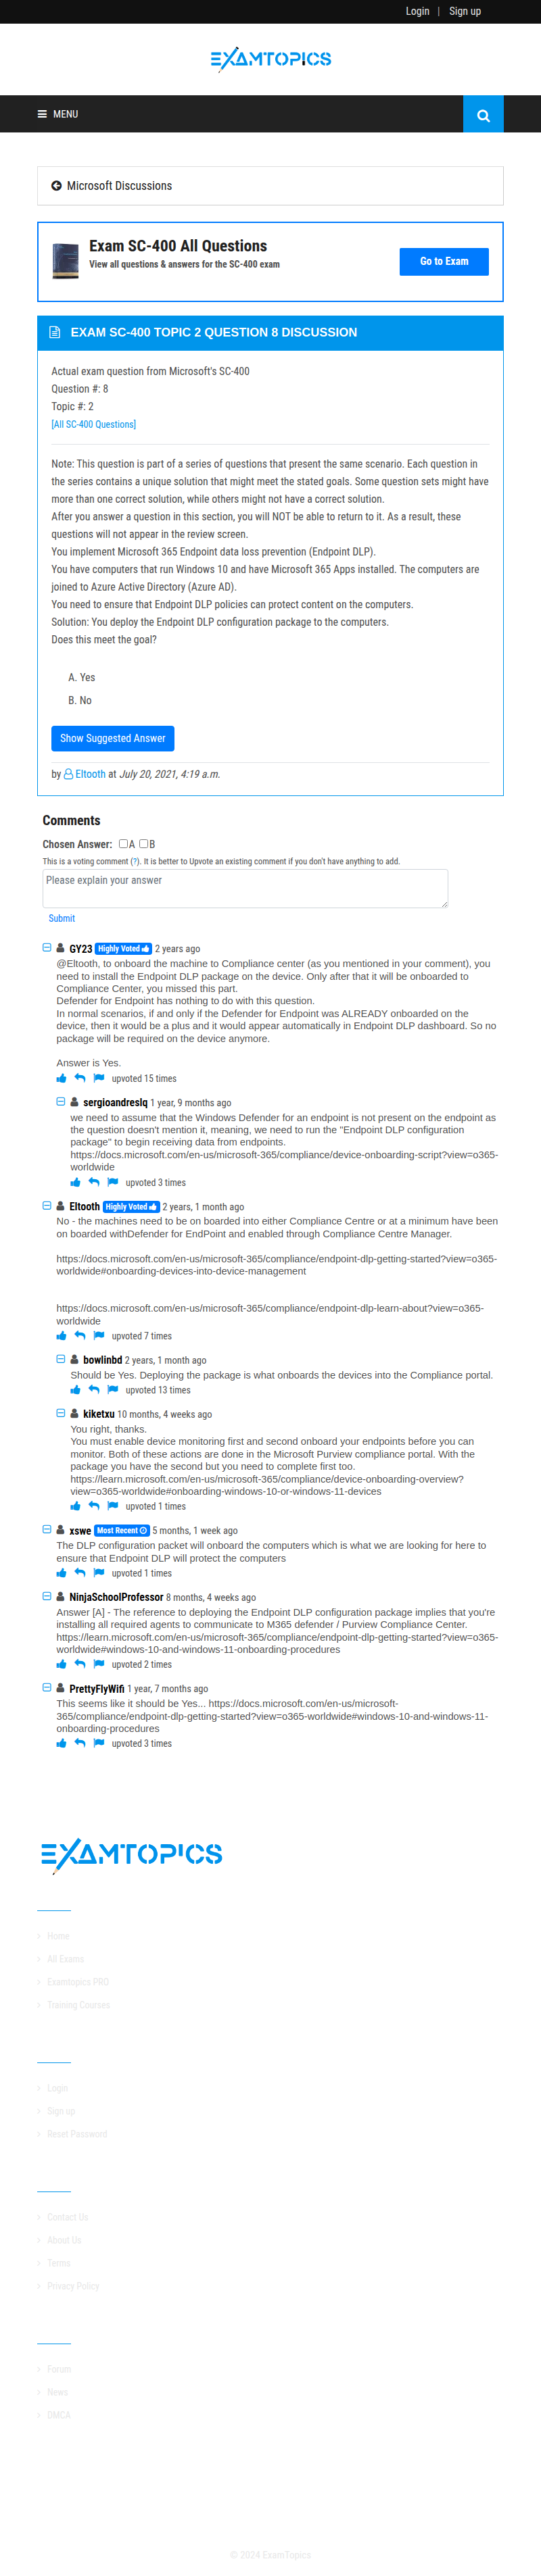 Login | Sign up
EXAMTOPICS
MENU
Microsoft Discussions
Exam SC-400 All Questions
View all questions & answers for the SC-400 exam
Go to Exam
EXAM SC-400 TOPIC 2 QUESTION 8 DISCUSSION
Actual exam question from Microsoft's SC-400
Question #: 8
Topic #: 2
[All SC-400 Questions]
Note: This question is part of a series of questions that present the same scenario. Each question in
the series contains a unique solution that might meet the stated goals. Some question sets might have
more than one correct solution, while others might not have a correct solution.
After you answer a question in this section, you will NOT be able to return to it. As a result, these
questions will not appear in the review screen.
You implement Microsoft 365 Endpoint data loss prevention (Endpoint DLP).
You have computers that run Windows 10 and have Microsoft 365 Apps installed. The computers are
joined to Azure Active Directory (Azure AD).
You need to ensure that Endpoint DLP policies can protect content on the computers.
Solution: You deploy the Endpoint DLP configuration package to the computers.
Does this meet the goal?
A. Yes
B. No
Show Suggested Answer
by Eltooth at July 20, 2021, 4:19 a.m.
Comments
Chosen Answer: A B
This is a voting comment (?). It is better to Upvote an existing comment if you don't have anything to add.
Please explain your answer
Submit
GY23 Highly Voted 2 years ago
@Eltooth, to onboard the machine to Compliance center (as you mentioned in your comment), you
need to install the Endpoint DLP package on the device. Only after that it will be onboarded to
Compliance Center, you missed this part.
Defender for Endpoint has nothing to do with this question.
In normal scenarios, if and only if the Defender for Endpoint was ALREADY onboarded on the
device, then it would be a plus and it would appear automatically in Endpoint DLP dashboard. So no
package will be required on the device anymore.
Answer is Yes.
upvoted 15 times
sergioandreslq 1 year, 9 months ago
we need to assume that the Windows Defender for an endpoint is not present on the endpoint as
the question doesn't mention it, meaning, we need to run the "Endpoint DLP configuration
package" to begin receiving data from endpoints.
https://docs.microsoft.com/en-us/microsoft-365/compliance/device-onboarding-script?view=o365-
worldwide
upvoted 3 times
Eltooth Highly Voted 2 years, 1 month ago
No - the machines need to be on boarded into either Compliance Centre or at a minimum have been
on boarded withDefender for EndPoint and enabled through Compliance Centre Manager.
https://docs.microsoft.com/en-us/microsoft-365/compliance/endpoint-dlp-getting-started?view=o365-
worldwide#onboarding-devices-into-device-management
https://docs.microsoft.com/en-us/microsoft-365/compliance/endpoint-dlp-learn-about?view=o365-
worldwide
upvoted 7 times
bowlinbd 2 years, 1 month ago
Should be Yes. Deploying the package is what onboards the devices into the Compliance portal.
upvoted 13 times
kiketxu 10 months, 4 weeks ago
You right, thanks.
You must enable device monitoring first and second onboard your endpoints before you can
monitor. Both of these actions are done in the Microsoft Purview compliance portal. With the
package you have the second but you need to complete first too.
https://learn.microsoft.com/en-us/microsoft-365/compliance/device-onboarding-overview?
view=o365-worldwide#onboarding-windows-10-or-windows-11-devices
upvoted 1 times
xswe Most Recent 5 months, 1 week ago
The DLP configuration packet will onboard the computers which is what we are looking for here to
ensure that Endpoint DLP will protect the computers
upvoted 1 times
NinjaSchoolProfessor 8 months, 4 weeks ago
Answer [A] - The reference to deploying the Endpoint DLP configuration package implies that you're
installing all required agents to communicate to M365 defender / Purview Compliance Center.
https://learn.microsoft.com/en-us/microsoft-365/compliance/endpoint-dlp-getting-started?view=o365-
worldwide#windows-10-and-windows-11-onboarding-procedures
upvoted 2 times
PrettyFlyWifi 1 year, 7 months ago
This seems like it should be Yes... https://docs.microsoft.com/en-us/microsoft-
365/compliance/endpoint-dlp-getting-started?view=o365-worldwide#windows-10-and-windows-11-
onboarding-procedures
upvoted 3 times
EXAMTOPICS
Home
All Exams
Examtopics PRO
Training Courses
Login
Sign up
Reset Password
Contact Us
About Us
Terms
Privacy Policy
Forum
News
DMCA
© 2024 ExamTopics